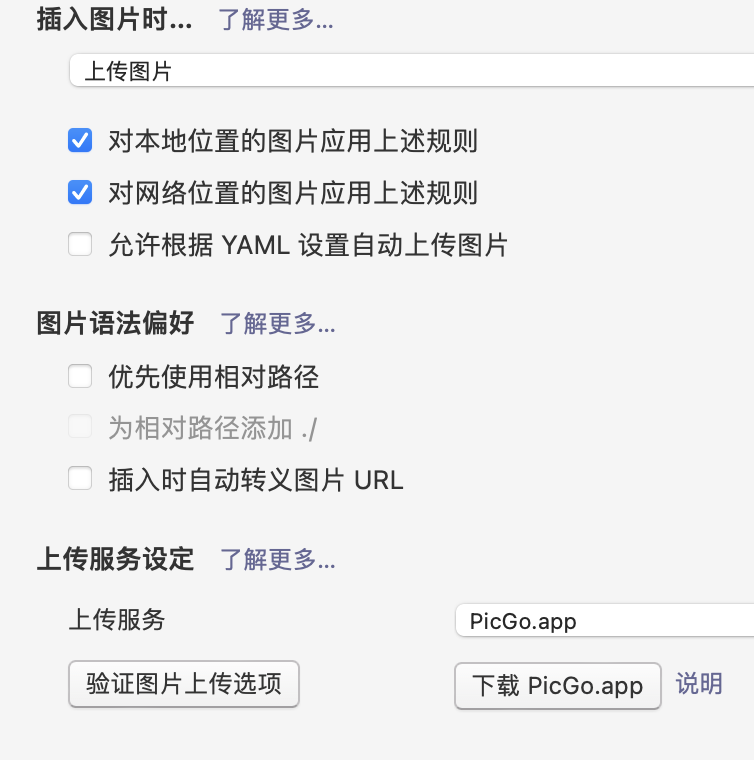 插入图片时... 了解更多...
上传图片
对本地位置的图片应用上述规则
对网络位置的图片应用上述规则
允许根据 YAML 设置自动上传图片
图片语法偏好 了解更多...
优先使用相对路径
为相对路径添加 ./
插入时自动转义图片 URL
上传服务设定 了解更多...
上传服务 PicGo.app
验证图片上传选项 下载 PicGo.app 说明